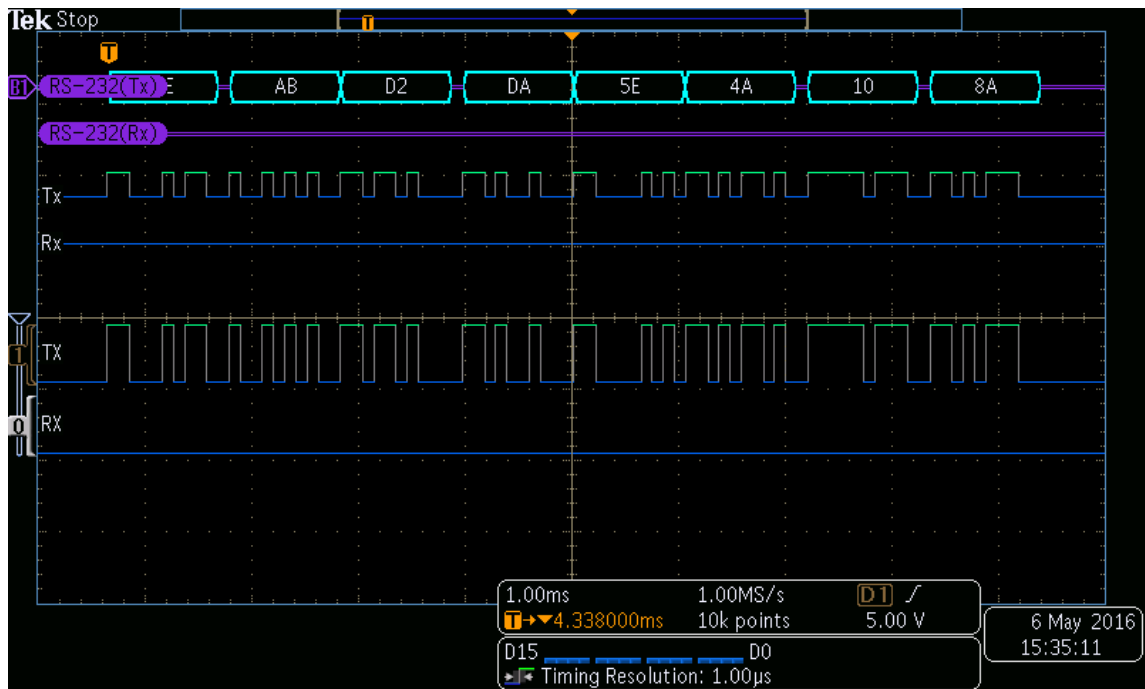 Tek Stop
T
T
B1 RS-232(Tx) E AB D2 DA 5E 4A 10 8A
RS-232(Rx)
Tx
Rx
1 TX
0 RX
1.00ms 1.00MS/s D1
T→▼4.338000ms 10k points 5.00 V
D15 D0
Timing Resolution: 1.00µs
6 May 2016
15:35:11